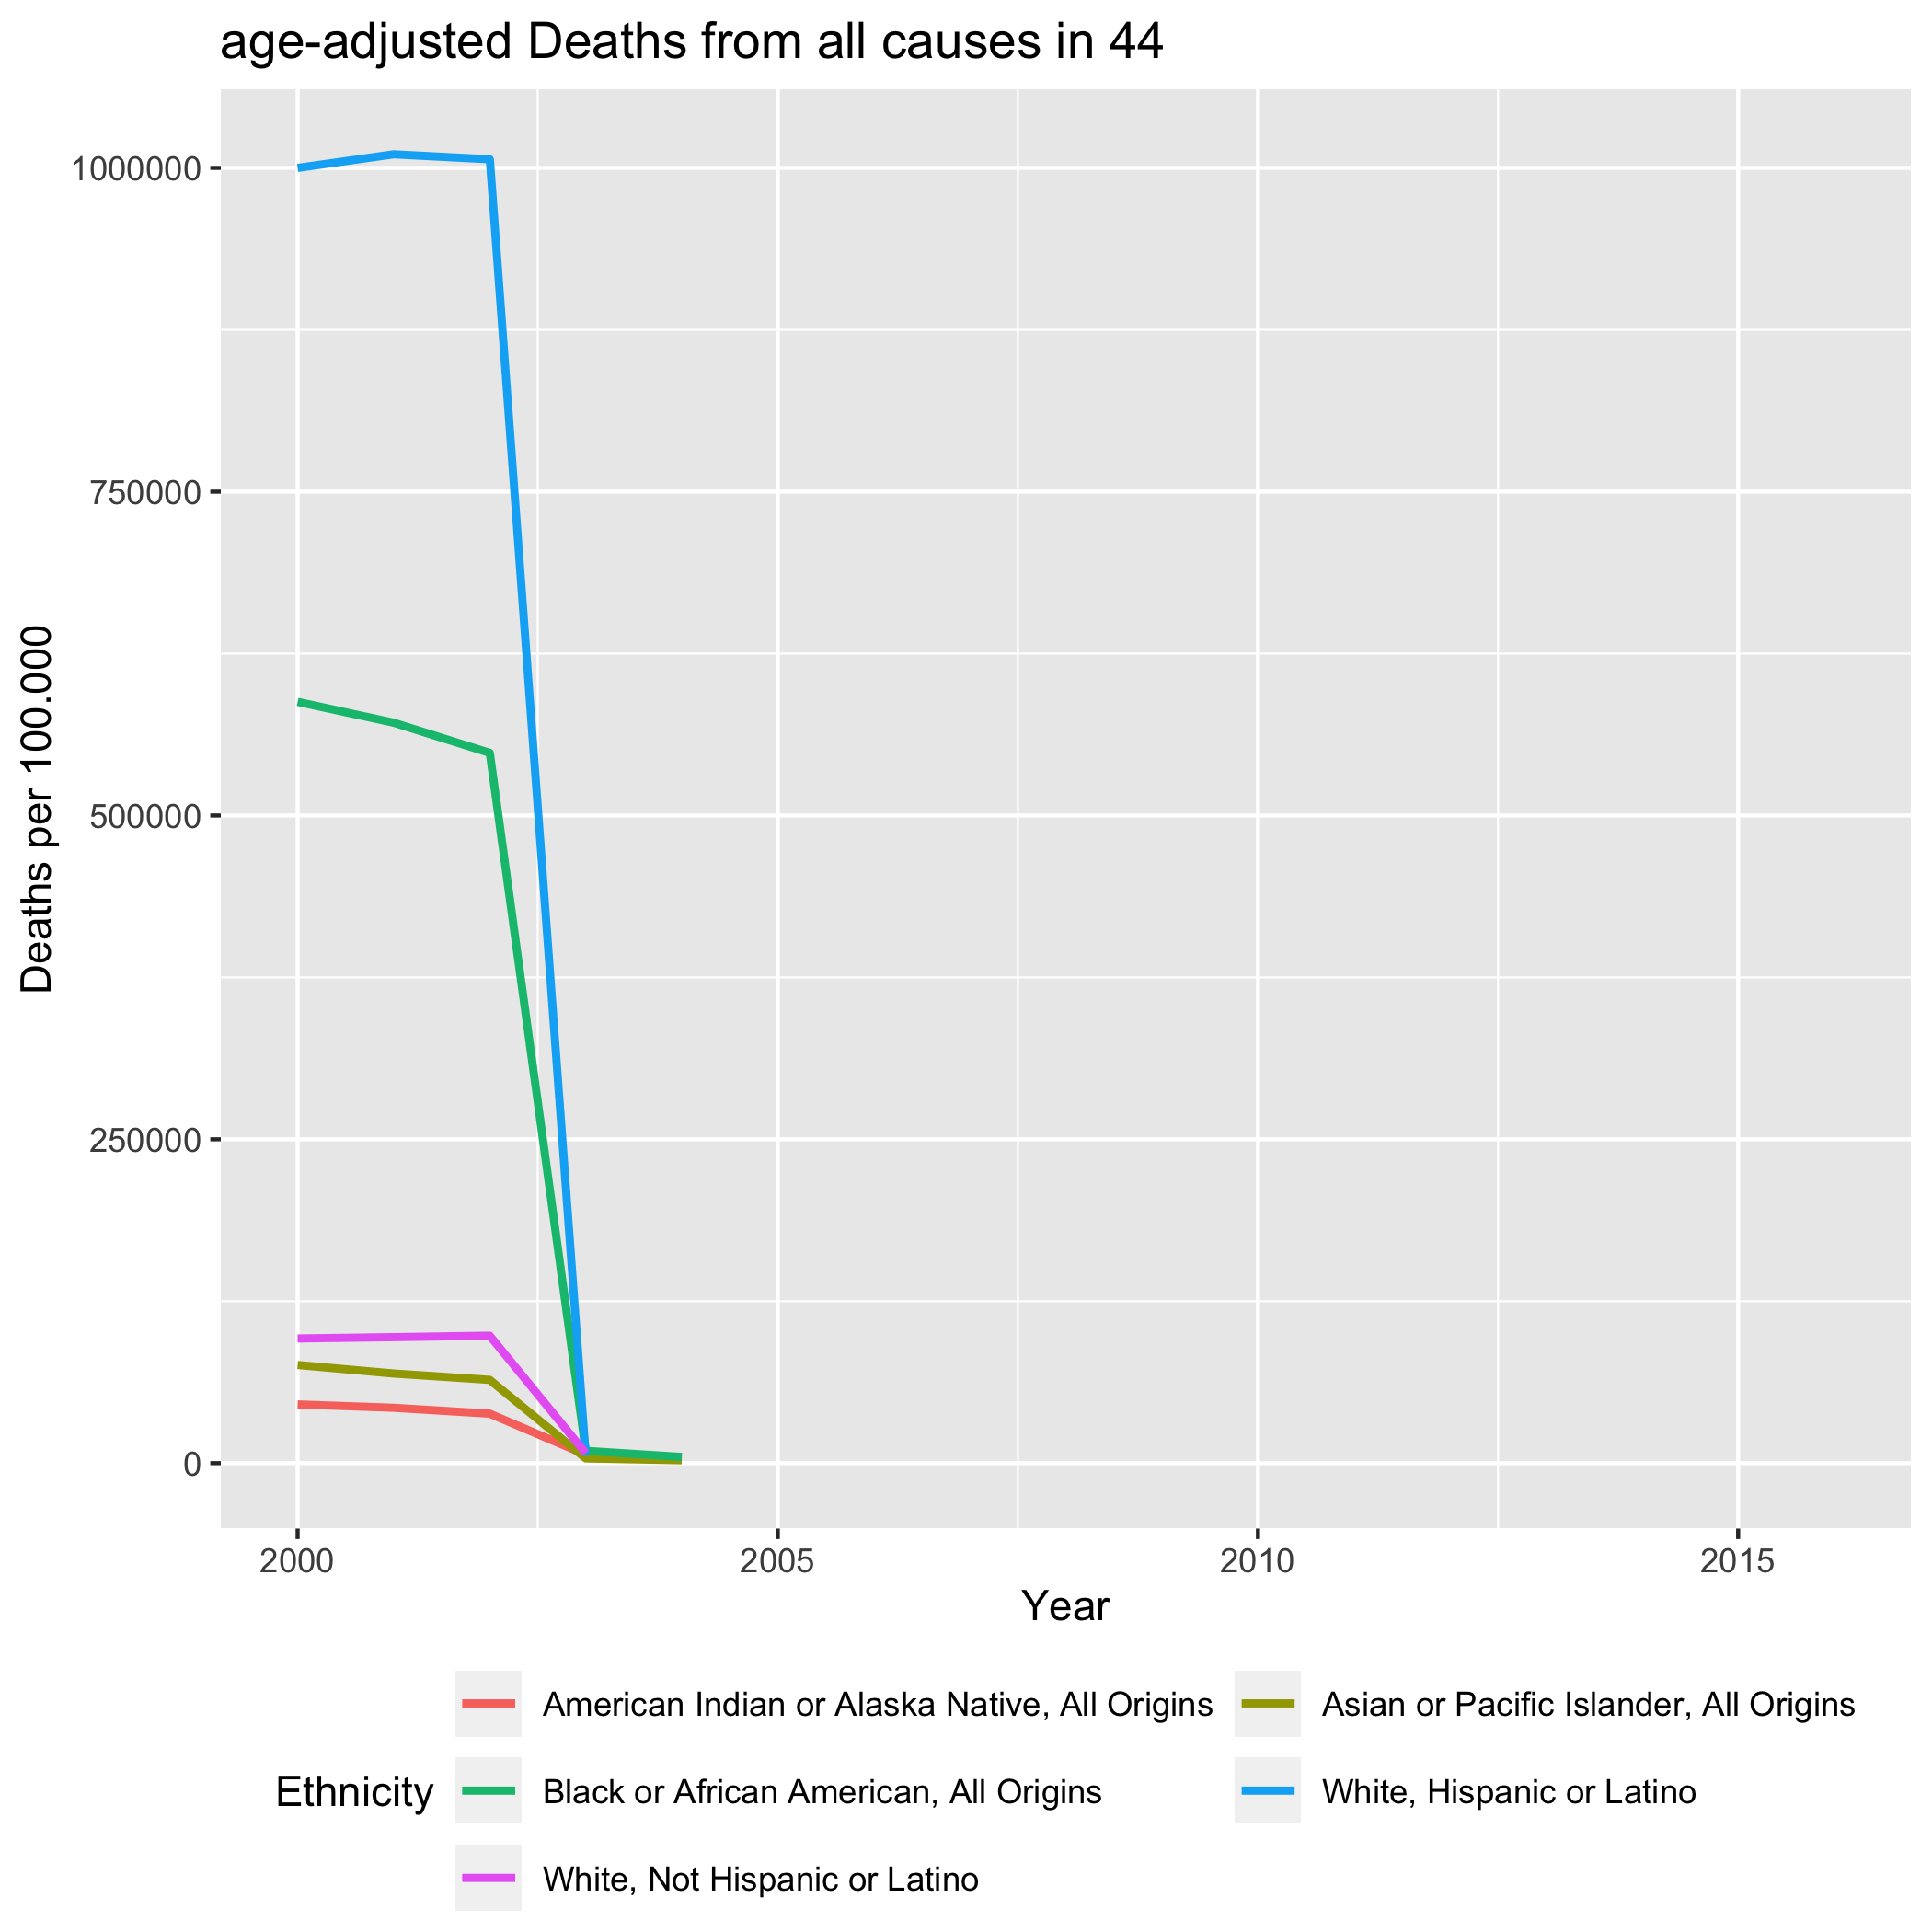 age-adjusted Deaths from all causes in 44
1000000
750000
500000
250000
0
Deaths per 100.000
2000 2005 2010 2015
Year
Ethnicity
American Indian or Alaska Native, All Origins
Asian or Pacific Islander, All Origins
Black or African American, All Origins
White, Hispanic or Latino
White, Not Hispanic or Latino